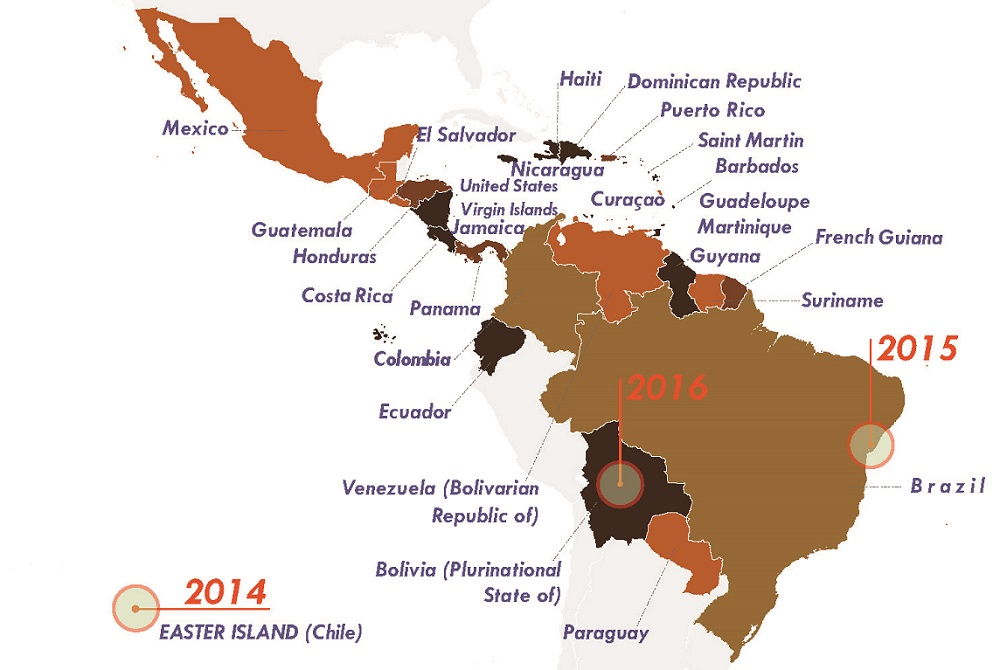 Haiti
Dominican Republic
Puerto Rico
Mexico
El Salvador
Saint Martin
Nicaragua
Barbados
United States
Virgin Islands
Curaçao
Guadeloupe
Martinique
Jamaica
Guatemala
Honduras
Guyana
French Guiana
Costa Rica
Panama
Suriname
Colombia
2015
2016
Ecuador
Venezuela (Bolivarian
Republic of)
Brazil
Bolivia (Plurinational
State of)
2014
EASTER ISLAND (Chile)
Paraguay